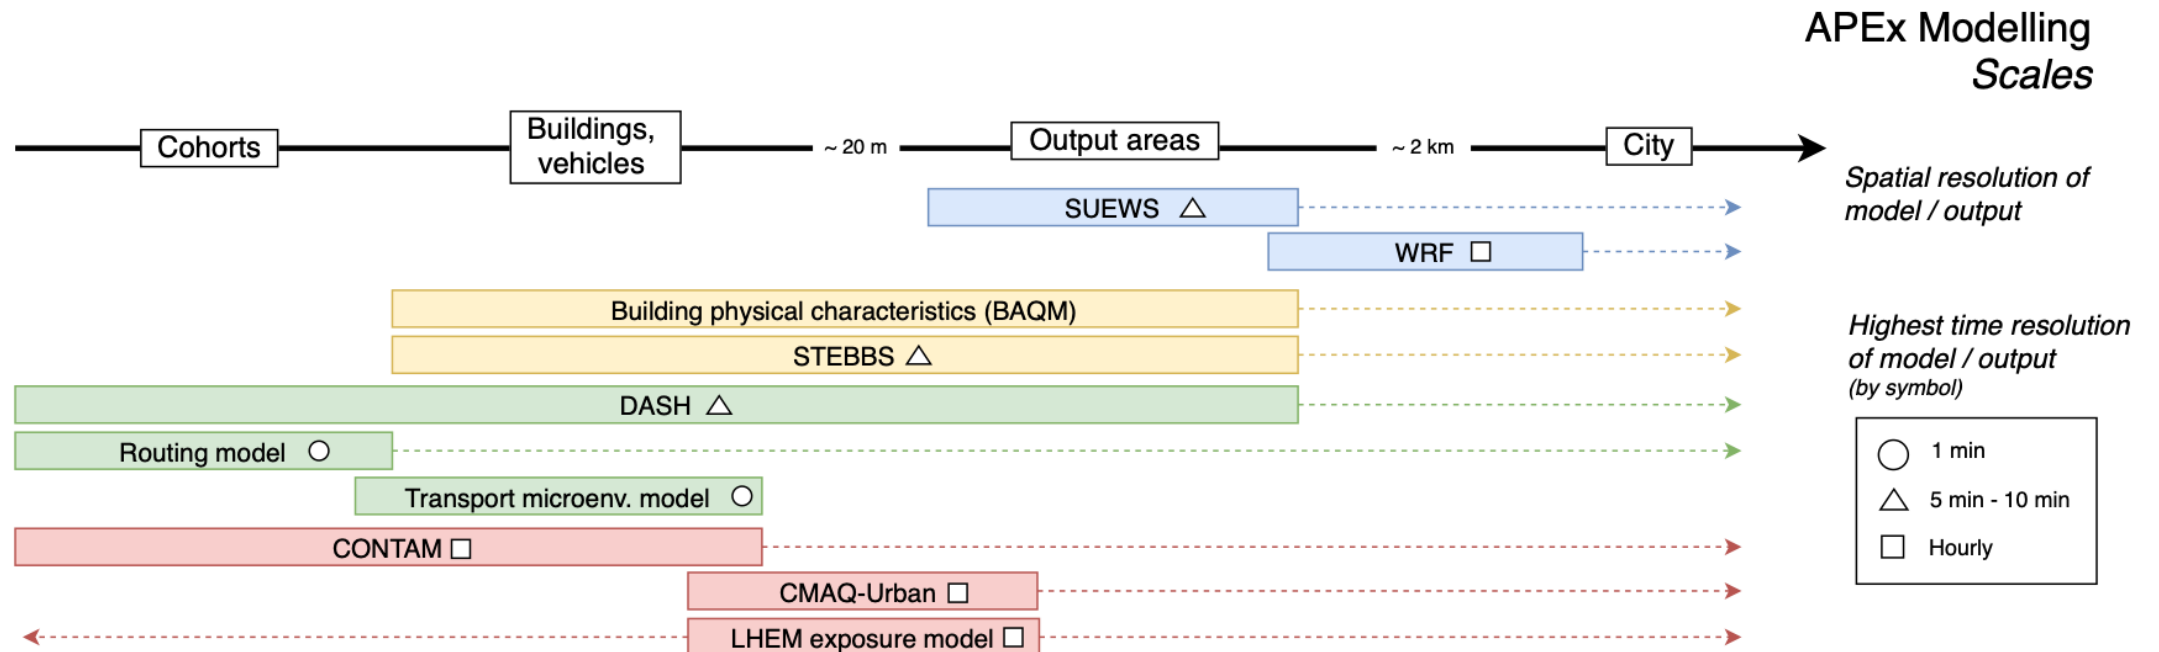 APEx Modelling
Scales
Cohorts
Buildings,
vehicles
~ 20 m
Output areas
~ 2 km
City
Spatial resolution of
model / output
SUEWS
WRF
Building physical characteristics (BAQM)
STEBBS
DASH
Routing model
Transport microenv. model
CONTAM
CMAQ-Urban
LHEM exposure model
Highest time resolution
of model / output
(by symbol)
1 min
5 min - 10 min
Hourly